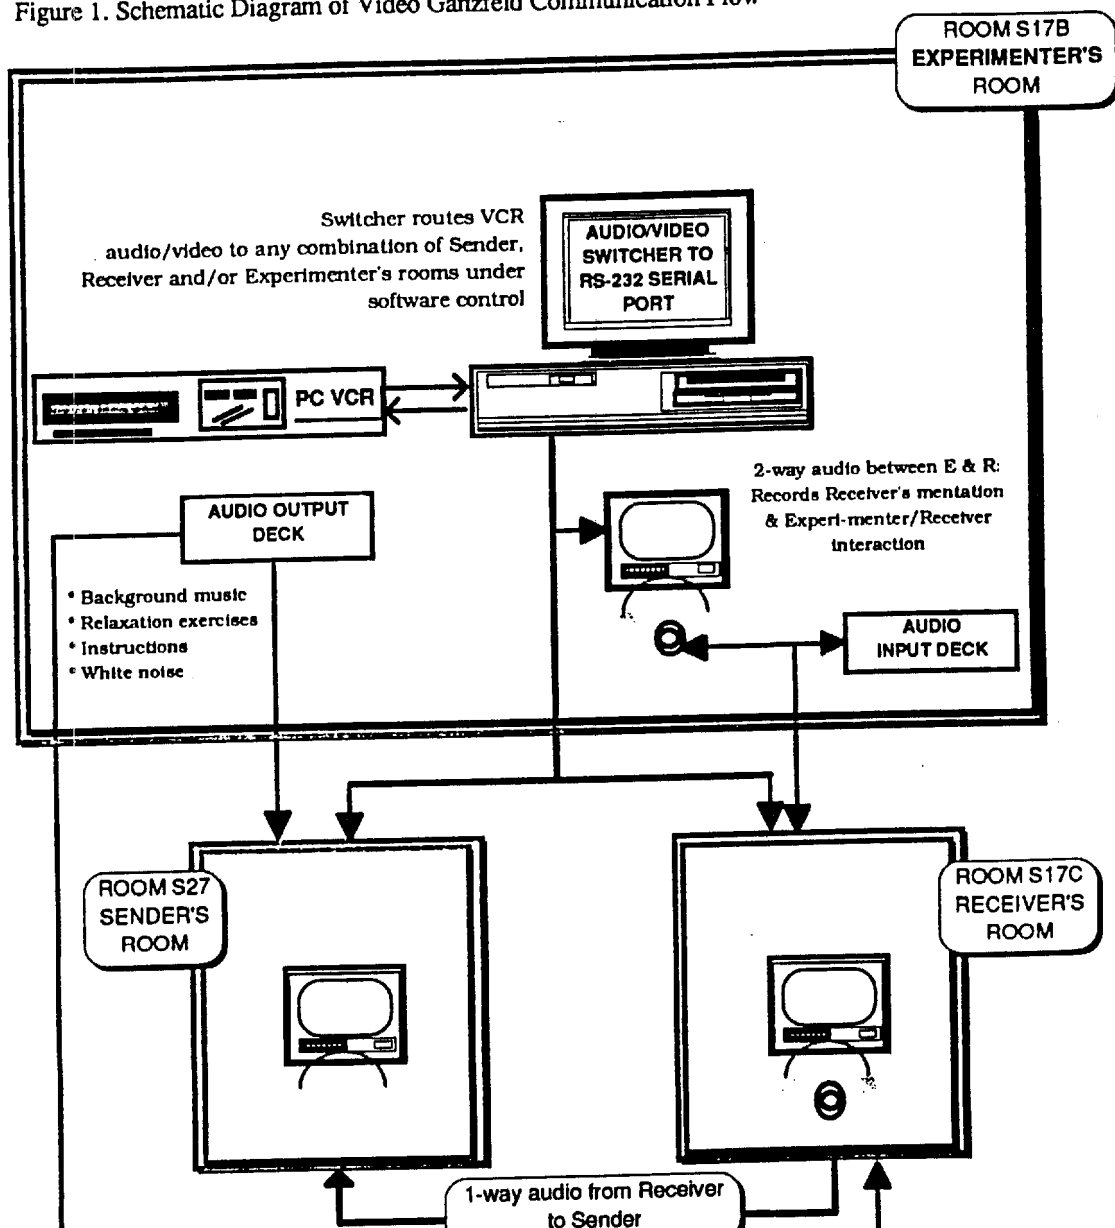 Figure 1. Schematic Diagram of Video Ganzfeld Communication Flow
ROOM S17B
EXPERIMENTER'S
ROOM
Switcher routes VCR
audio/video to any combination of Sender,
Receiver and/or Experimenter's rooms under
software control
AUDIO/VIDEO
SWITCHER TO
RS-232 SERIAL
PORT
PC VCR
2-way audio between E & R:
Records Receiver's mentation
& Experi-menter/Receiver
interaction
AUDIO OUTPUT
DECK
* Background music
* Relaxation exercises
* Instructions
* White noise
AUDIO
INPUT DECK
ROOM S27
SENDER'S
ROOM
ROOM S17C
RECEIVER'S
ROOM
1-way audio from Receiver
to Sender